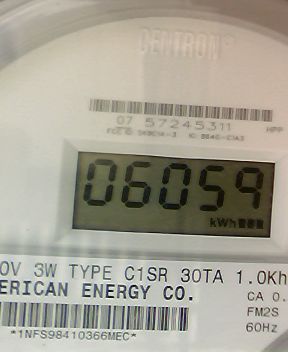 CENTRON®
07 57245311 HPP
06059
kWh
0V 3W TYPE C1SR 30TA 1.0Kh
ERICAN ENERGY CO. CA 0.
FM2S
60Hz
*1NFS98410366MEC*